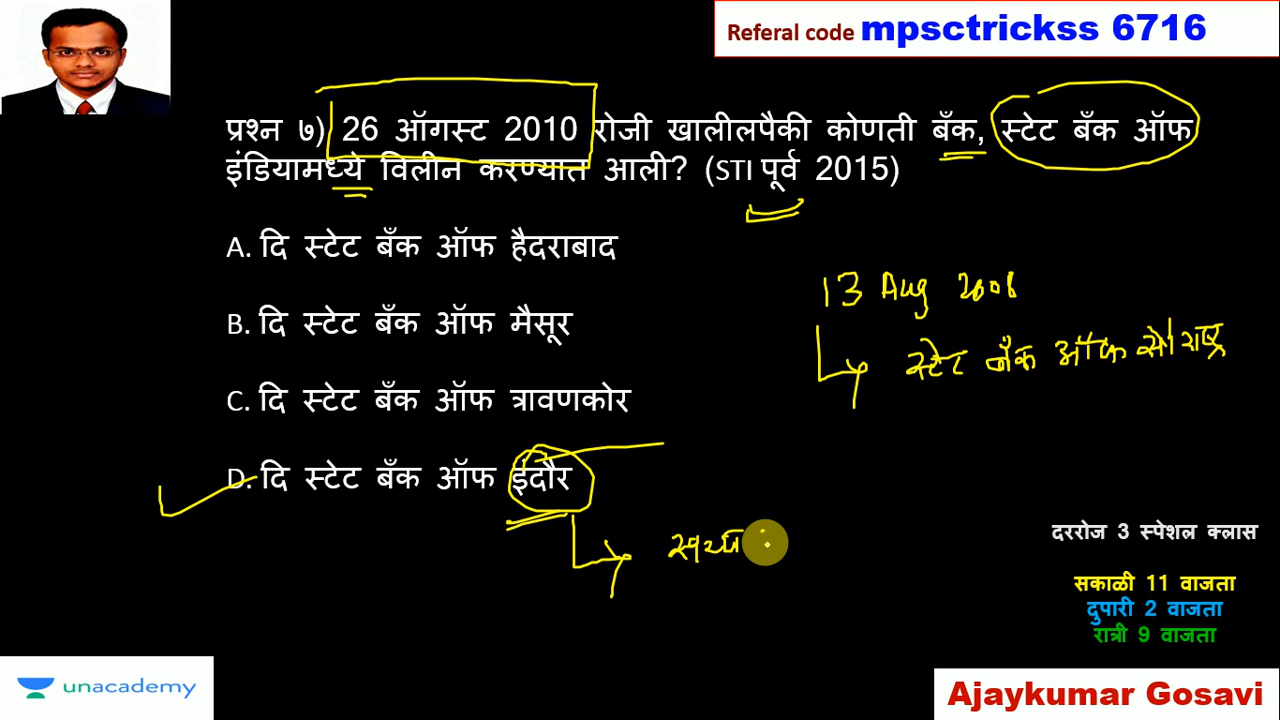 Referal code mpsctrickss 6716
प्रश्न ७) 26 ऑगस्ट 2010 रोजी खालीलपैकी कोणती बँक, स्टेट बँक ऑफ
इंडियामध्ये विलीन करण्यात आली? (STI पूर्व 2015)
A. दि स्टेट बँक ऑफ हैदराबाद
B. दि स्टेट बँक ऑफ मैसूर
C. दि स्टेट बँक ऑफ त्रावणकोर
D. दि स्टेट बँक ऑफ इंदौर
13 Aug 2008
स्टेट बँक ऑफ सौराष्ट्र
दररोज 3 स्पेशल क्लास
सकाळी 11 वाजता
दुपारी 2 वाजता
रात्री 9 वाजता
unacademy
Ajaykumar Gosavi